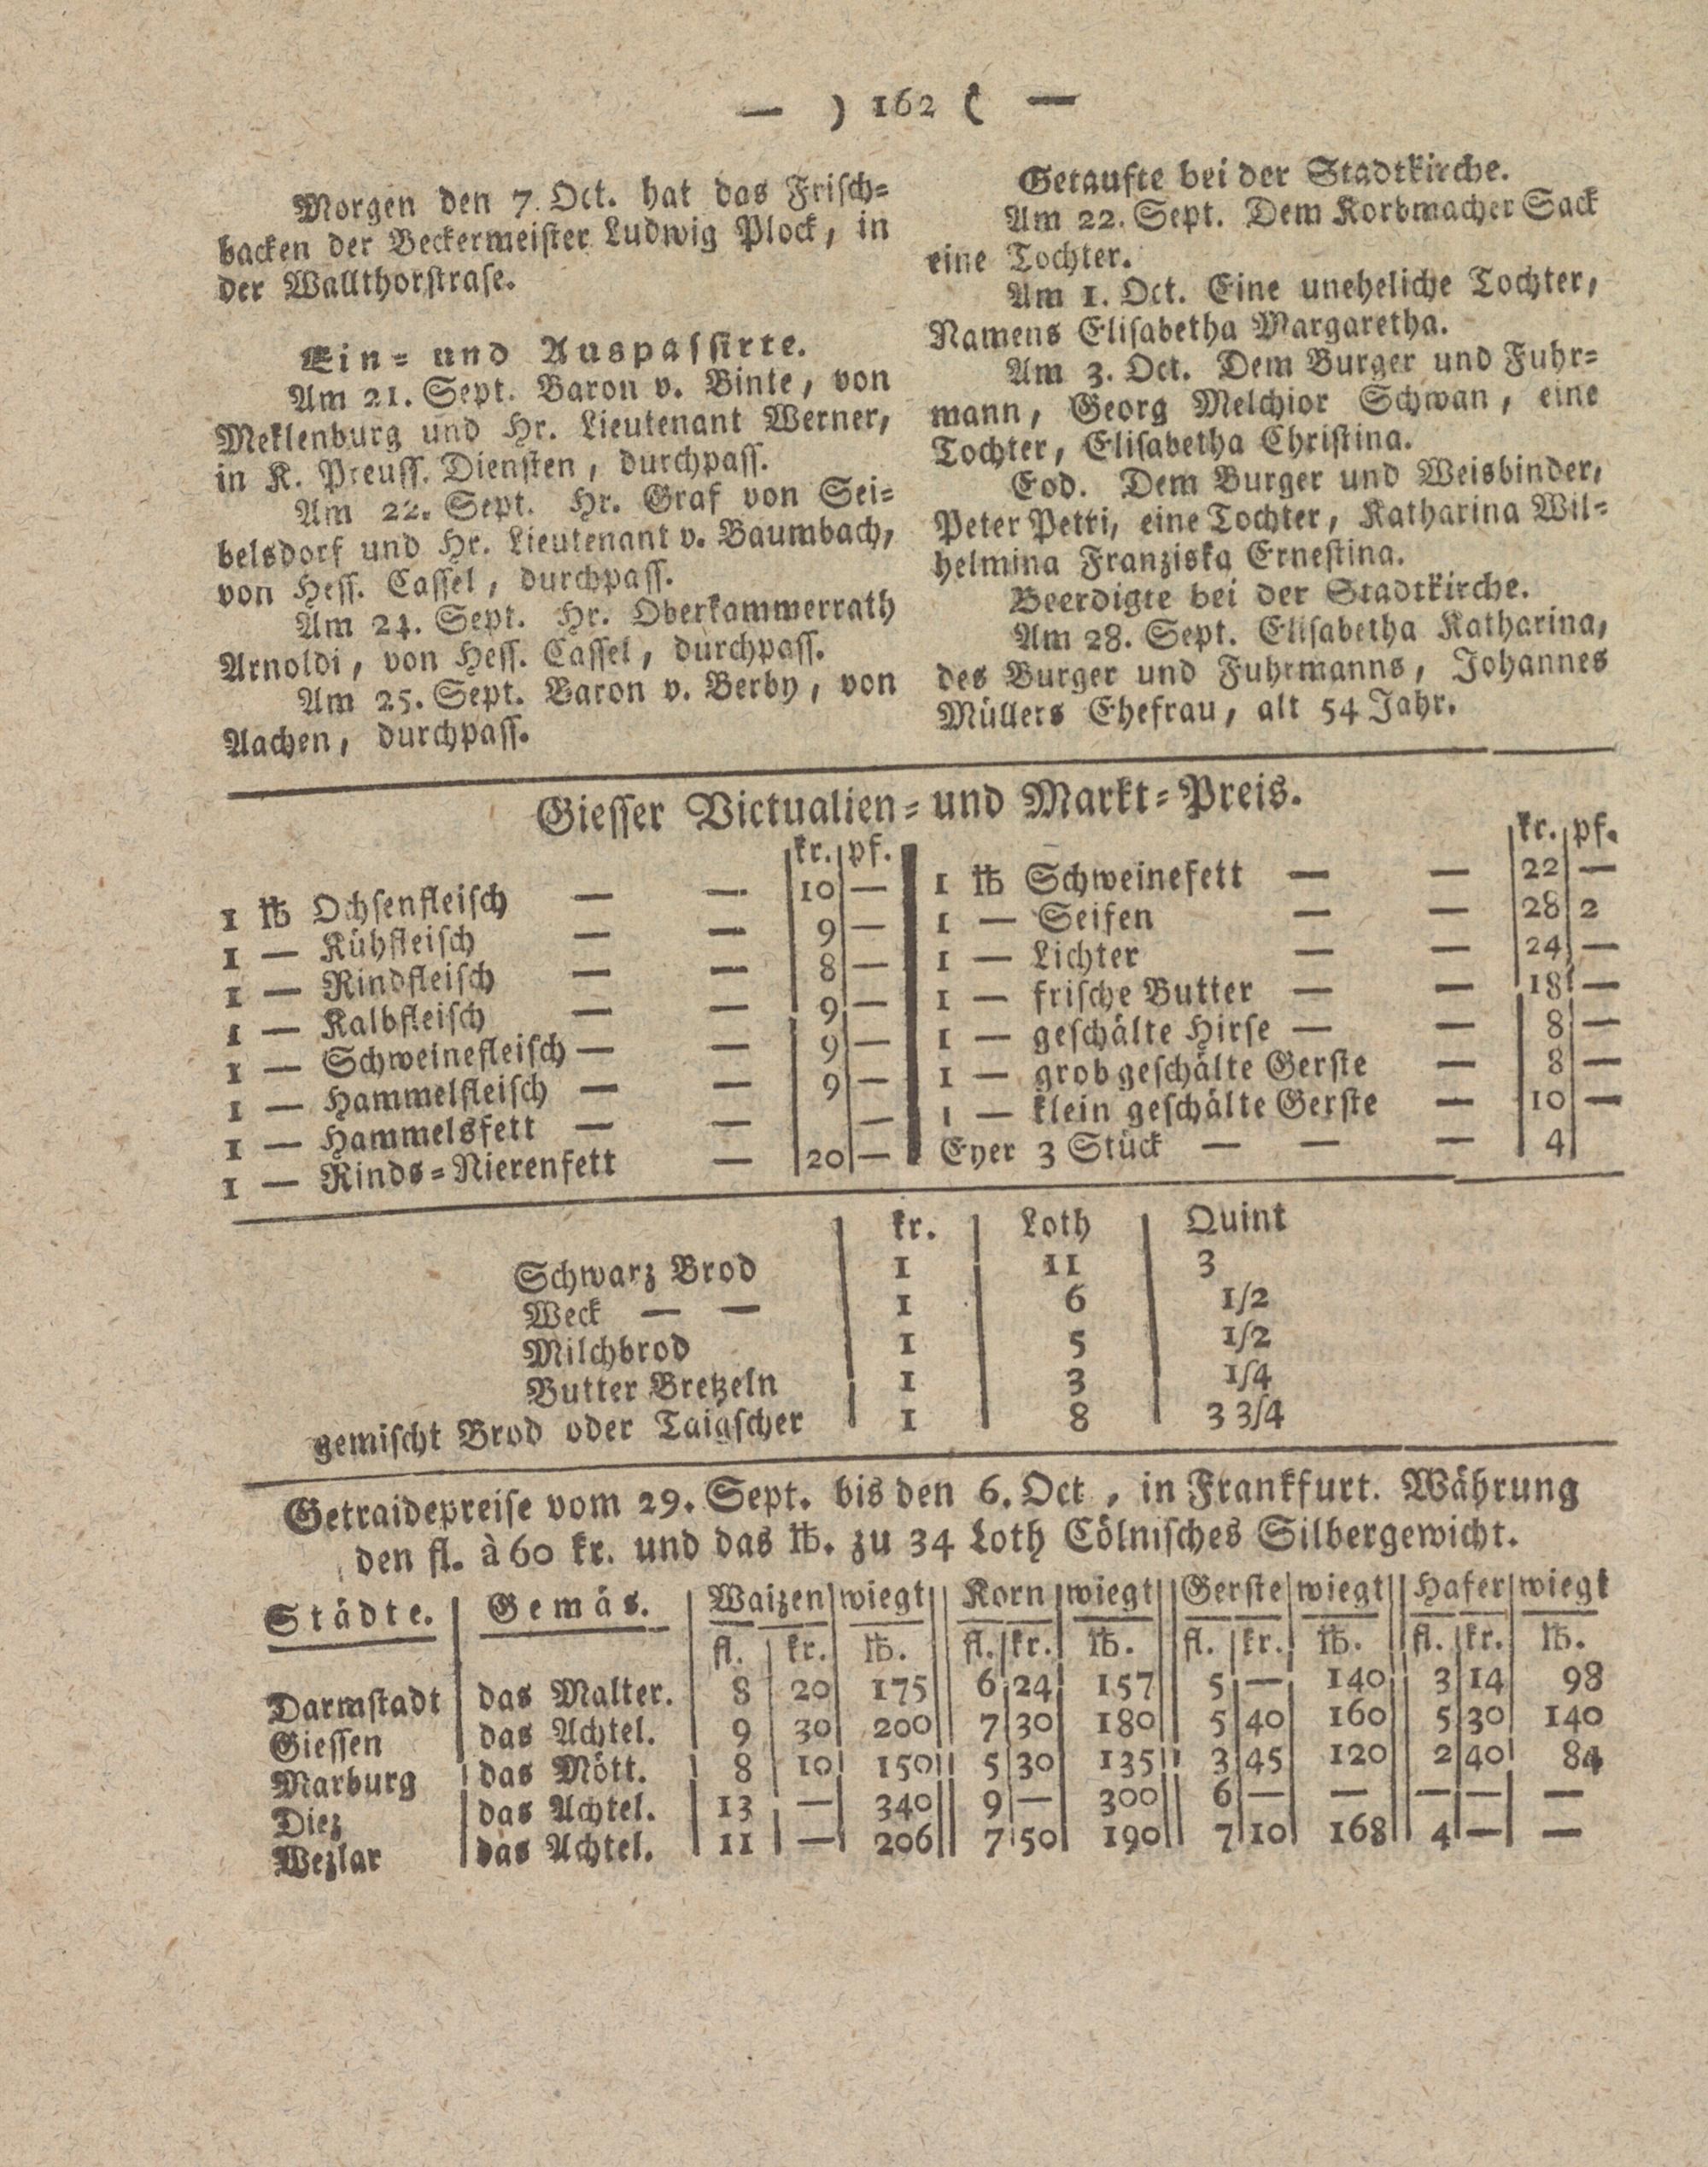 — ) 162 ( —
Morgen den 7. Oct. hat das Frisch=
backen der Beckermeister Ludwig Plock, in
der Wallthorstrase.
Ein= und Auspassirte.
Am 21. Sept. Baron v. Binte, von
Meklenburg und Hr. Lieutenant Werner,
in K. Preuss. Diensten, durchpass.
Am 22. Sept. Hr. Graf von Sei=
belsdorf und Hr. Lieutenant v. Baumbach,
von Hess. Cassel, durchpass.
Am 24. Sept. Hr. Oberkammerrath
Arnoldi, von Hess. Cassel, durchpass.
Am 25. Sept. Baron v. Berby, von
Aachen, durchpass.
Getaufte bei der Stadtkirche.
Am 22. Sept. Dem Korbmacher Sack
eine Tochter.
Am 1. Oct. Eine uneheliche Tochter,
Namens Elisabetha Margaretha.
Am 3. Oct. Dem Burger und Fuhr=
mann, Georg Melchior Schwan, eine
Tochter, Elisabetha Christina.
Eod. Dem Burger und Weisbinder,
Peter Petri, eine Tochter, Katharina Wil=
helmina Franziska Ernestina.
Beerdigte bei der Stadtkirche.
Am 28. Sept. Elisabetha Katharina,
des Burger und Fuhrmanns, Johannes
Müllers Ehefrau, alt 54 Jahr.
Giesser Victualien= und Markt=Preis.
kr. pf.
1 ℔ Ochsenfleisch — — 10 —
1 — Kühfleisch — — 9 —
1 — Rindfleisch — — 8 —
1 — Kalbfleisch — — 9 —
1 — Schweinefleisch — — 9 —
1 — Hammelfleisch — — 9 —
1 — Hammelsfett — — —
1 — Rinds=Nierenfett — 20 —
kr. pf.
1 ℔ Schweinefett — — 22 —
1 — Seifen — — 28 2
1 — Lichter — — 24 —
1 — frische Butter — — 18 —
1 — geschälte Hirse — — 8 —
1 — grob geschälte Gerste — 8 —
1 — klein geschälte Gerste — 10 —
Eyer 3 Stück — — — 4
kr. Loth Quint
Schwarz Brod 1 11 3
Weck — — 1 6 1/2
Milchbrod 1 5 1/2
Butter Bretzeln 1 3 1/4
gemischt Brod oder Taigscher 1 8 3 3/4
Getraidepreise vom 29. Sept. bis den 6. Oct, in Frankfurt. Währung
den fl. à 60 kr. und das ℔. zu 34 Loth Cölnisches Silbergewicht.
Städte. Gemäs. Waizen wiegt Korn wiegt Gerste wiegt Hafer wiegt
fl. kr. ℔. fl. kr. ℔. fl. kr. ℔. fl. kr. ℔.
Darmstadt das Malter. 8 20 175 6 24 157 5 — 140 3 14 98
Giessen das Achtel. 9 30 200 7 30 180 5 40 160 5 30 140
Marburg das Mött. 8 10 150 5 30 135 3 45 120 2 40 84
Diez das Achtel. 13 — 340 9 — 300 6 — — — — —
Wezlar das Achtel. 11 — 206 7 50 190 7 10 168 4 — —